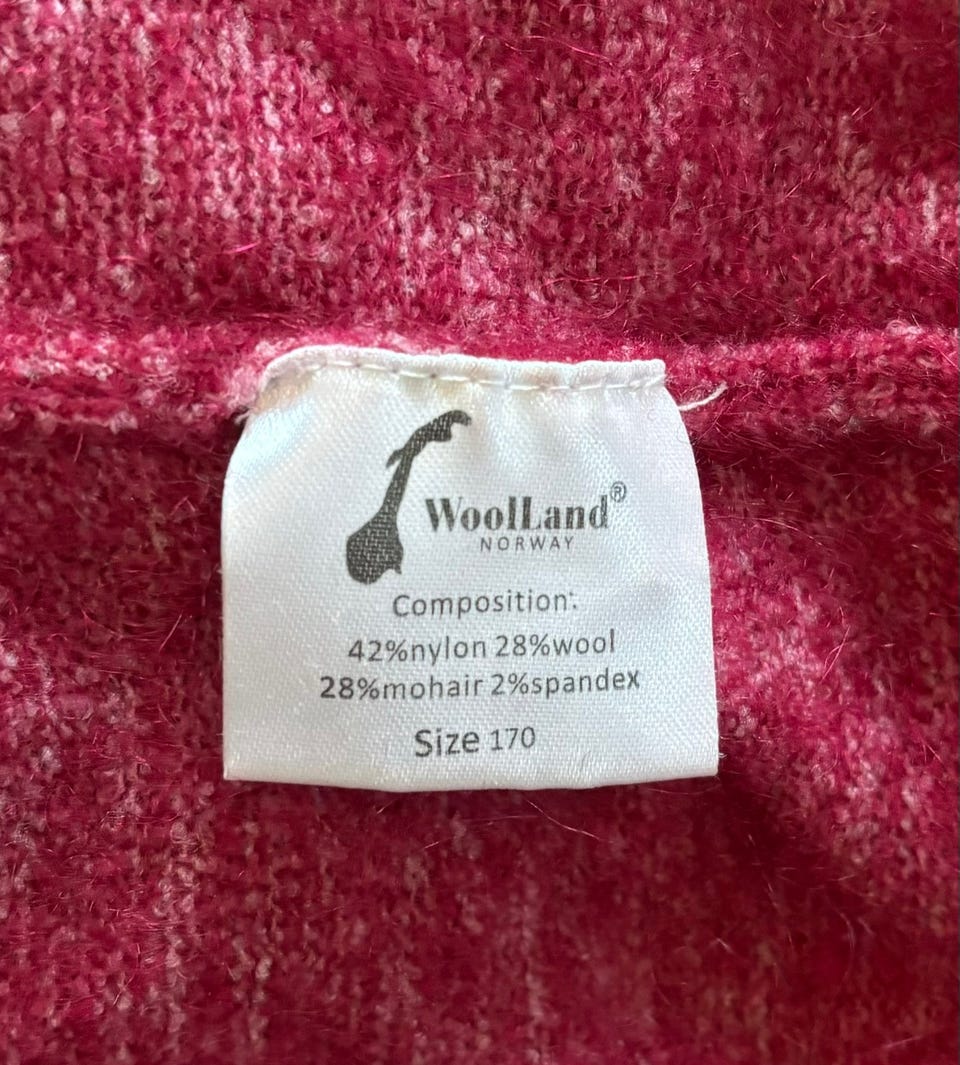 WoolLand®
NORWAY
Composition:
42%nylon 28%wool
28%mohair 2%spandex
Size 170